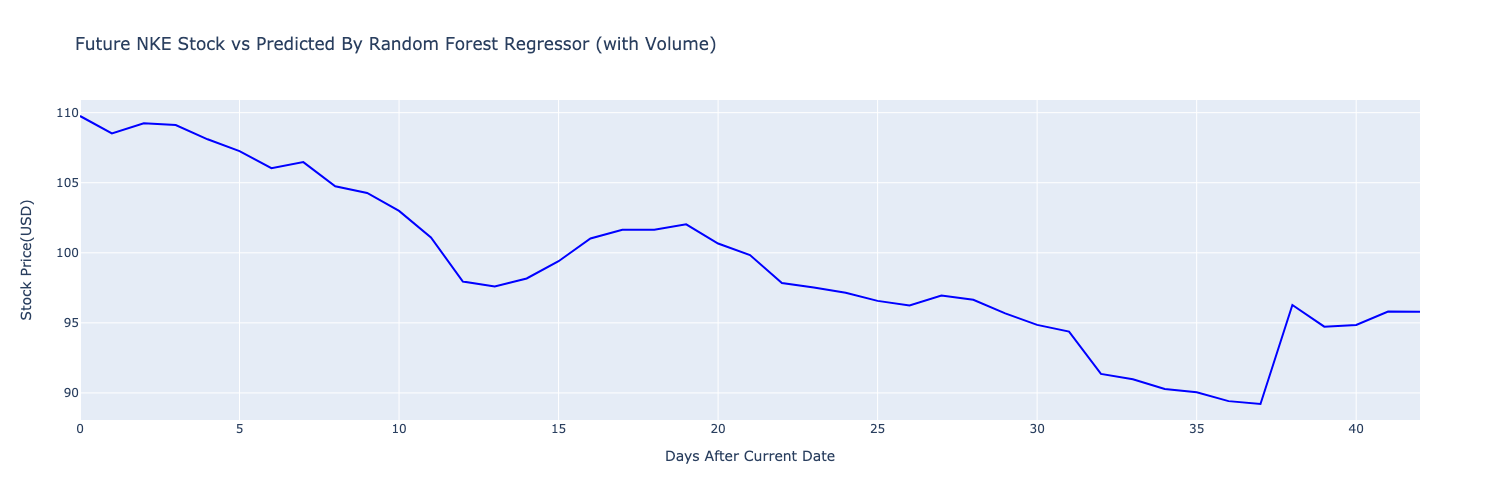 Future NKE Stock vs Predicted By Random Forest Regressor (with Volume)
110
105
100
95
90
Stock Price(USD)
0 5 10 15 20 25 30 35 40
Days After Current Date